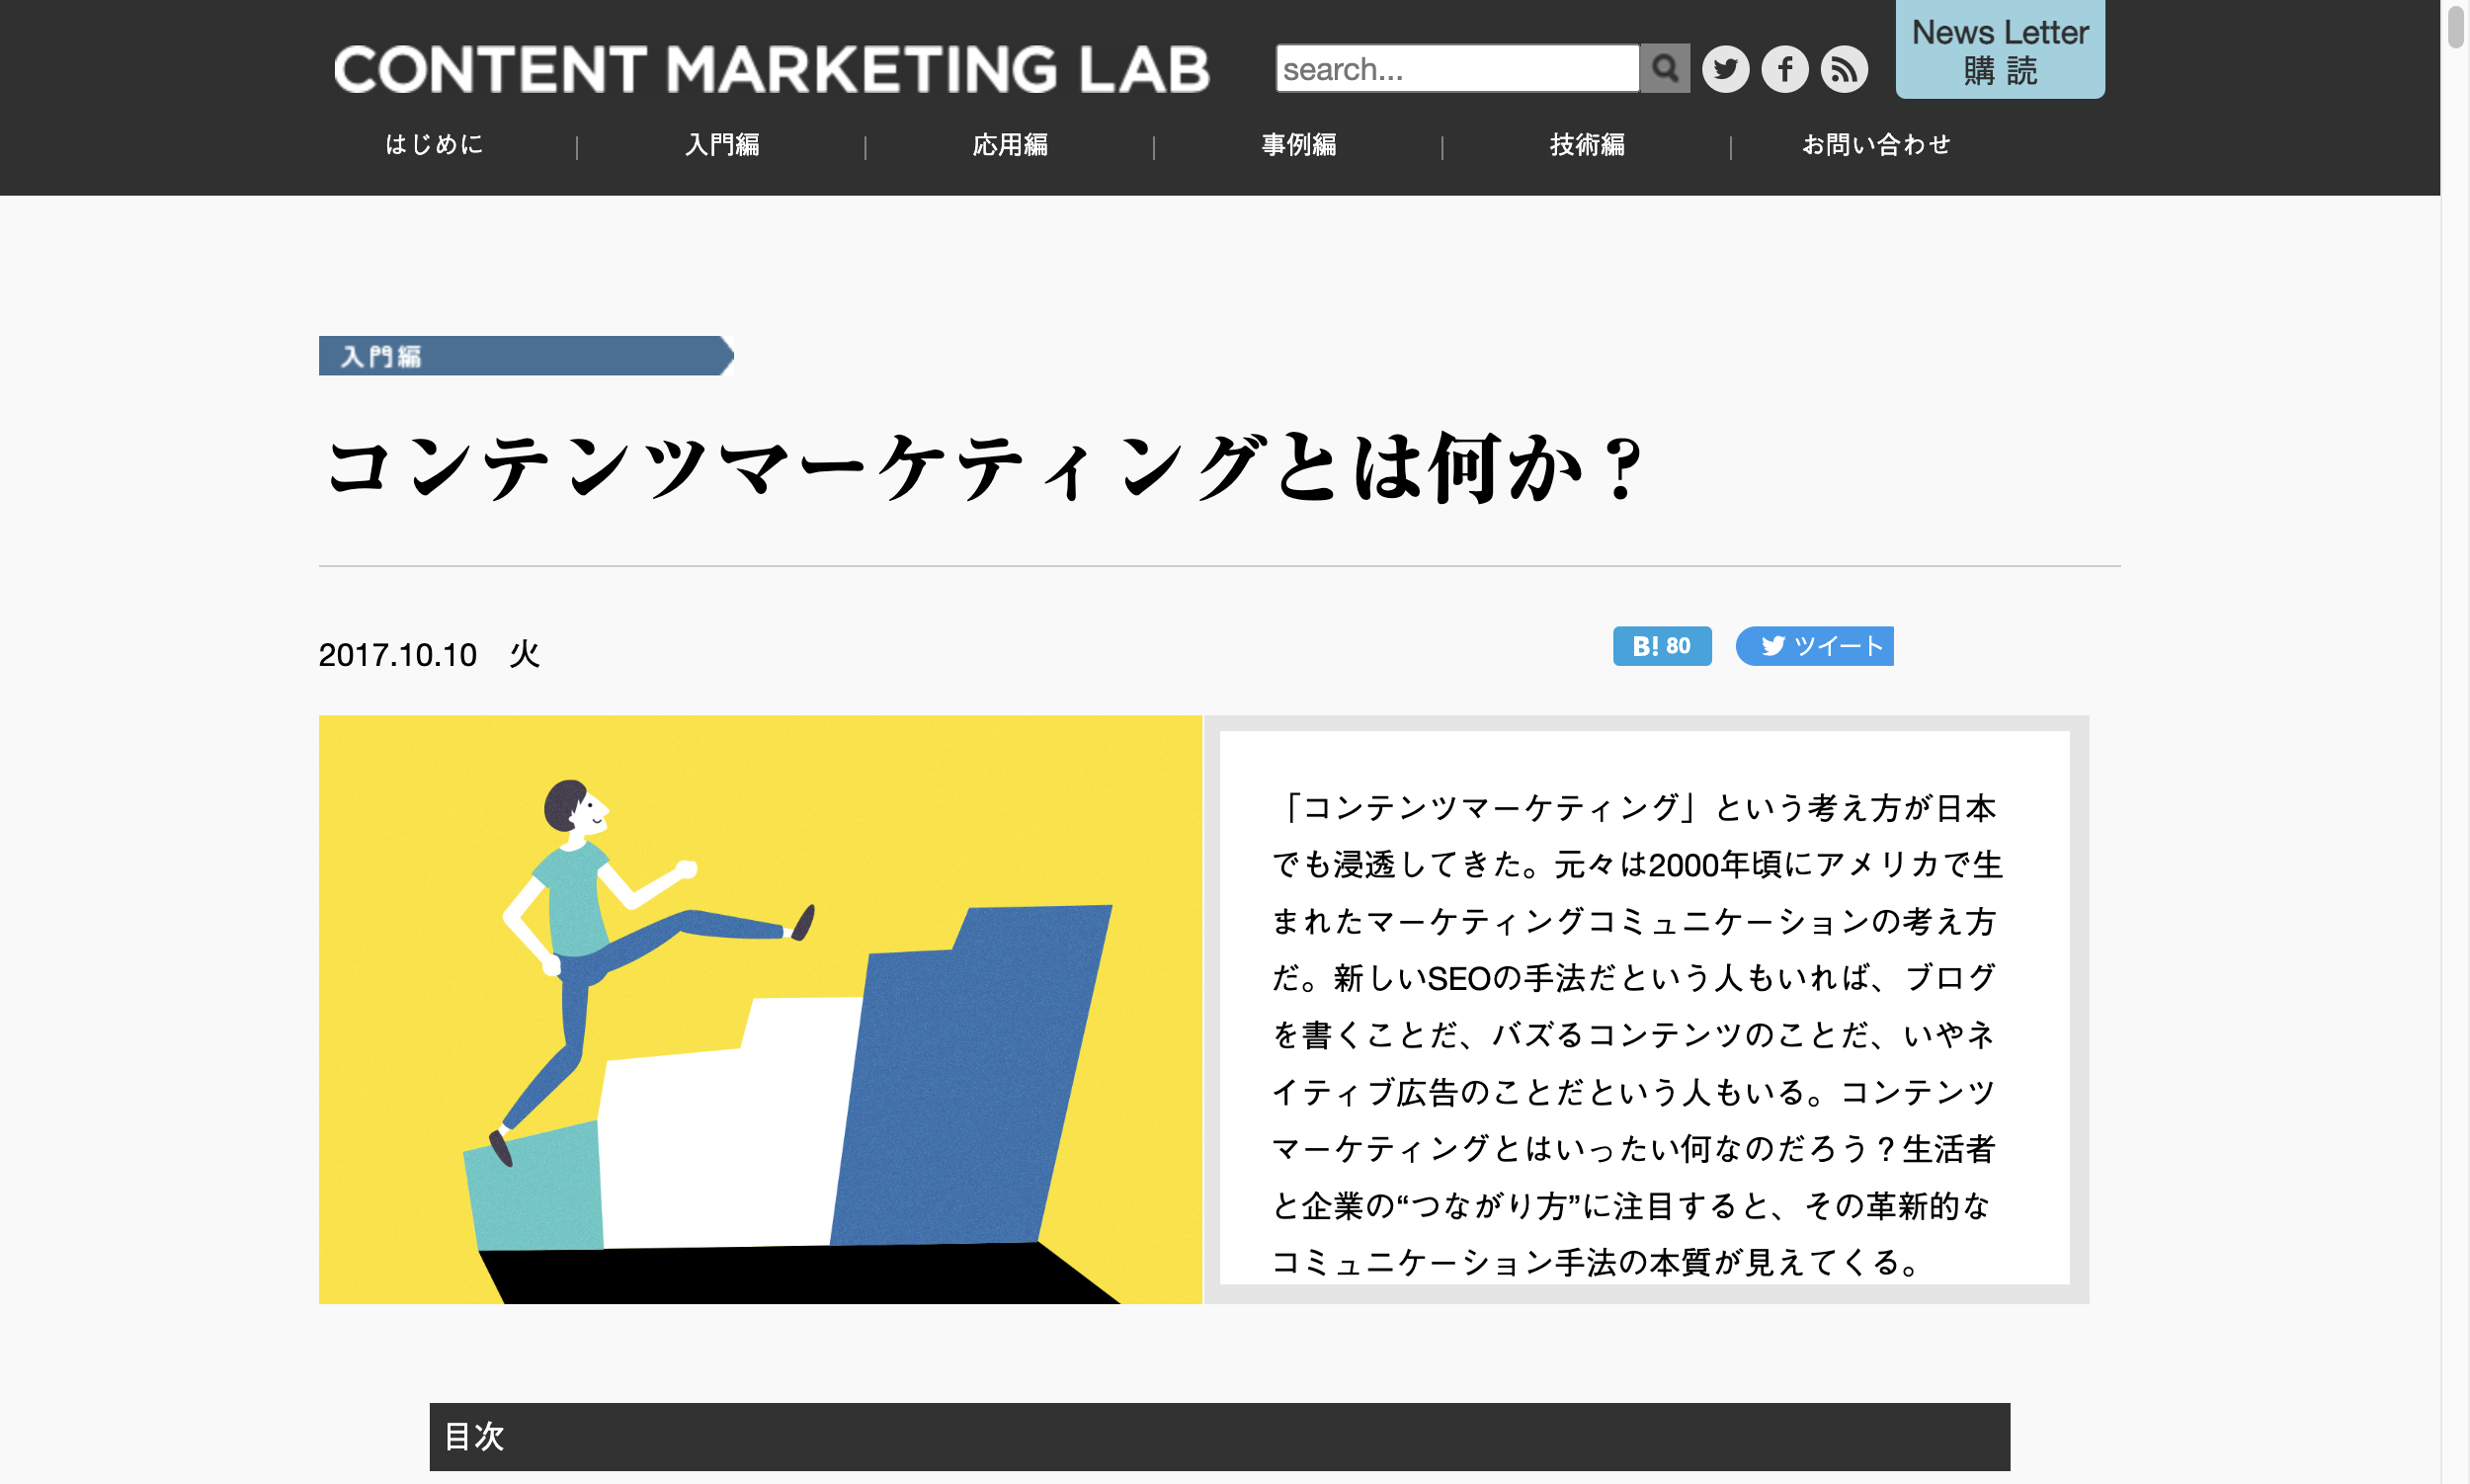 CONTENT MARKETING LAB
search...
News Letter
購 読
はじめに
入門編
応用編
事例編
技術編
お問い合わせ
入門編
コンテンツマーケティングとは何か？
2017.10.10　火
B! 80
ツイート
「コンテンツマーケティング」という考え方が日本
でも浸透してきた。元々は2000年頃にアメリカで生
まれたマーケティングコミュニケーションの考え方
だ。新しいSEOの手法だという人もいれば、ブログ
を書くことだ、バズるコンテンツのことだ、いやネ
イティブ広告のことだという人もいる。コンテンツ
マーケティングとはいったい何なのだろう？生活者
と企業の“つながり方”に注目すると、その革新的な
コミュニケーション手法の本質が見えてくる。
目次